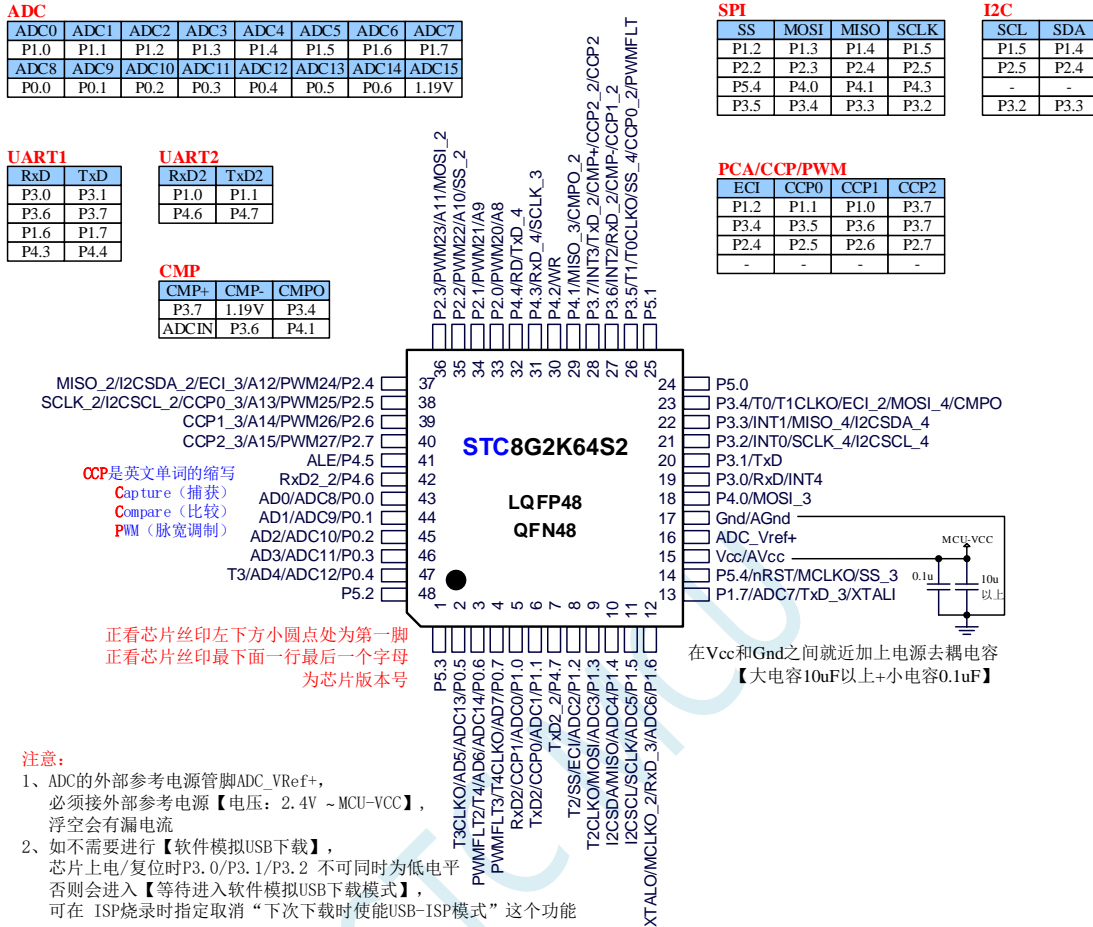 ADC
ADC0 ADC1 ADC2 ADC3 ADC4 ADC5 ADC6 ADC7
P1.0 P1.1 P1.2 P1.3 P1.4 P1.5 P1.6 P1.7
ADC8 ADC9 ADC10 ADC11 ADC12 ADC13 ADC14 ADC15
P0.0 P0.1 P0.2 P0.3 P0.4 P0.5 P0.6 1.19V
SPI
SS MOSI MISO SCLK
P1.2 P1.3 P1.4 P1.5
P2.2 P2.3 P2.4 P2.5
P5.4 P4.0 P4.1 P4.3
P3.5 P3.4 P3.3 P3.2
I2C
SCL SDA
P1.5 P1.4
P2.5 P2.4
- -
P3.2 P3.3
UART1
RxD TxD
P3.0 P3.1
P3.6 P3.7
P1.6 P1.7
P4.3 P4.4
UART2
RxD2 TxD2
P1.0 P1.1
P4.6 P4.7
CMP
CMP+ CMP- CMPO
P3.7 1.19V P3.4
ADCIN P3.6 P4.1
PCA/CCP/PWM
ECI CCP0 CCP1 CCP2
P1.2 P1.1 P1.0 P3.7
P3.4 P3.5 P3.6 P3.7
P2.4 P2.5 P2.6 P2.7
- - - -
P2.3/PWM23/A11/MOSI_2
P2.2/PWM22/A10/SS_2
P2.1/PWM21/A9
P2.0/PWM20/A8
P4.4/RD/TxD_4
P4.3/RxD_4/SCLK_3
P4.2/WR
P4.1/MISO_3/CMPO_2
P3.7/INT3/TxD_2/CMP+/CCP2_2/CCP2
P3.6/INT2/RxD_2/CMP-/CCP1_2
P3.5/T1/T0CLKO/SS_4/CCP0_2/PWMFLT
P5.1
36 35 34 33 32 31 30 29 28 27 26 25
MISO_2/I2CSDA_2/ECI_3/A12/PWM24/P2.4 37
SCLK_2/I2CSCL_2/CCP0_3/A13/PWM25/P2.5 38
CCP1_3/A14/PWM26/P2.6 39
CCP2_3/A15/PWM27/P2.7 40
ALE/P4.5 41
RxD2_2/P4.6 42
AD0/ADC8/P0.0 43
AD1/ADC9/P0.1 44
AD2/ADC10/P0.2 45
AD3/ADC11/P0.3 46
T3/AD4/ADC12/P0.4 47
P5.2 48
CCP是英文单词的缩写
Capture（捕获）
Compare（比较）
PWM（脉宽调制）
STC8G2K64S2
LQFP48
QFN48
24 P5.0
23 P3.4/T0/T1CLKO/ECI_2/MOSI_4/CMPO
22 P3.3/INT1/MISO_4/I2CSDA_4
21 P3.2/INT0/SCLK_4/I2CSCL_4
20 P3.1/TxD
19 P3.0/RxD/INT4
18 P4.0/MOSI_3
17 Gnd/AGnd
16 ADC_Vref+
15 Vcc/AVcc
14 P5.4/nRST/MCLKO/SS_3
13 P1.7/ADC7/TxD_3/XTALI
MCU-VCC
0.1u
10u
以上
1 2 3 4 5 6 7 8 9 10 11 12
P5.3
T3CLKO/AD5/ADC13/P0.5
PWMFLT2/T4/AD6/ADC14/P0.6
PWMFLT3/T4CLKO/AD7/P0.7
RxD2/CCP1/ADC0/P1.0
TxD2/CCP0/ADC1/P1.1
TxD2_2/P4.7
T2/SS/ECI/ADC2/P1.2
T2CLKO/MOSI/ADC3/P1.3
I2CSDA/MISO/ADC4/P1.4
I2CSCL/SCLK/ADC5/P1.5
XTALO/MCLKO_2/RxD_3/ADC6/P1.6
正看芯片丝印左下方小圆点处为第一脚
正看芯片丝印最下面一行最后一个字母
为芯片版本号
在Vcc和Gnd之间就近加上电源去耦电容
【大电容10uF以上+小电容0.1uF】
注意：
1、ADC的外部参考电源管脚ADC_VRef+，
必须接外部参考电源【电压：2.4V ~ MCU-VCC】，
浮空会有漏电流
2、如不需要进行【软件模拟USB下载】，
芯片上电/复位时P3.0/P3.1/P3.2 不可同时为低电平
否则会进入【等待进入软件模拟USB下载模式】，
可在 ISP烧录时指定取消“下次下载时使能USB-ISP模式”这个功能
STCMCU